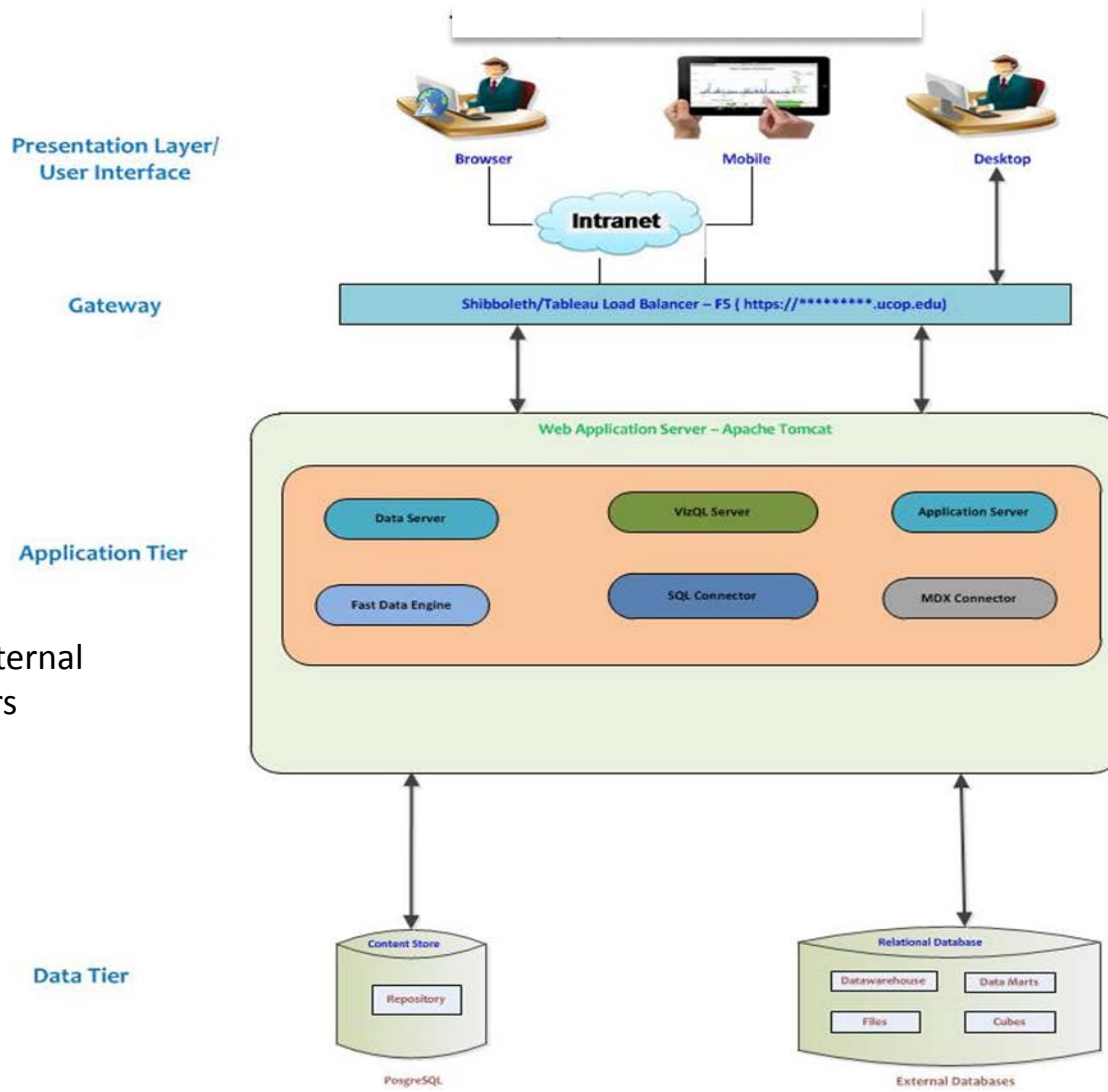 Browser
Mobile
Desktop
Presentation Layer/
User Interface
Intranet
Gateway
Shibboleth/Tableau Load Balancer – F5 ( https://*********.ucop.edu)
Web Application Server – Apache Tomcat
Data Server
VizQL Server
Application Server
Application Tier
Fast Data Engine
SQL Connector
MDX Connector
ternal
rs
Content Store
Relational Database
Data Tier
Repository
Datawarehouse
Data Marts
Files
Cubes
PosgreSQL
External Databases